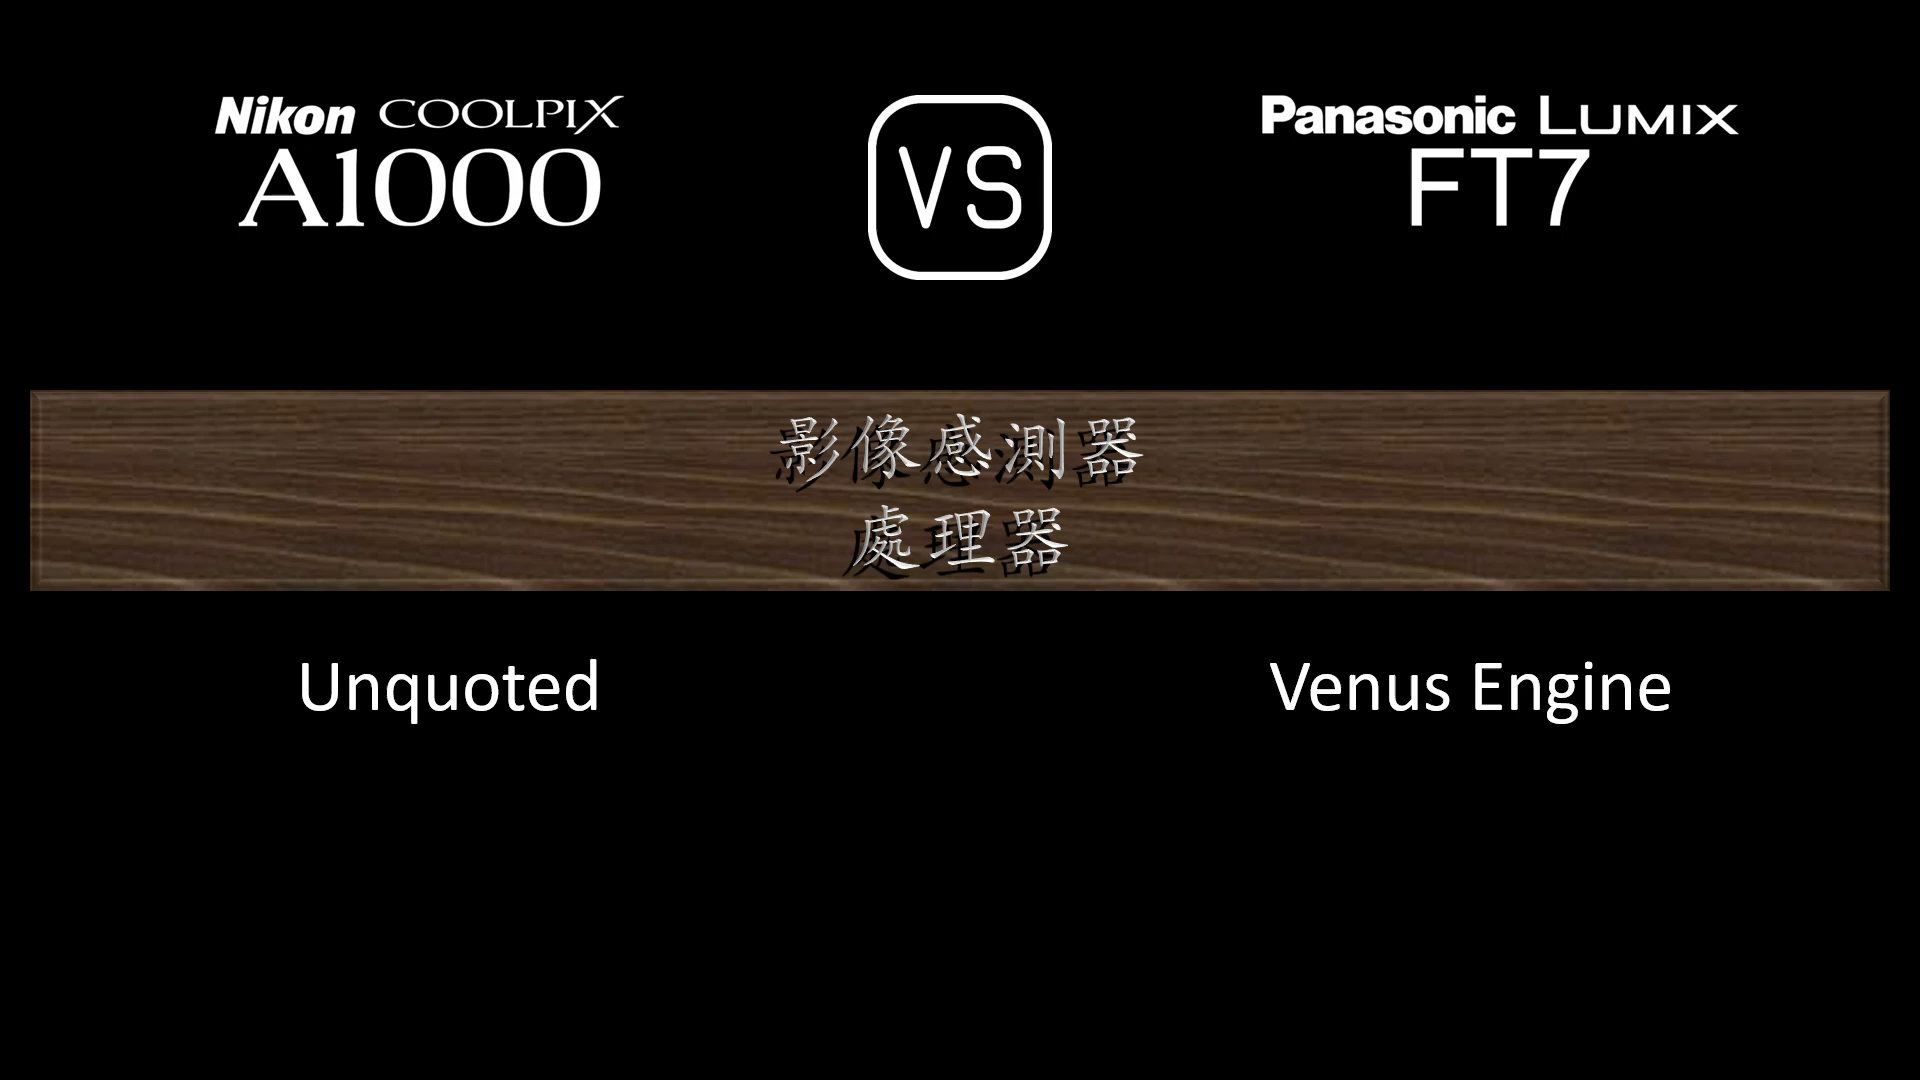 Nikon COOLPIX
A1000
VS
Panasonic LUMIX
FT7
影像感測器
處理器
Unquoted
Venus Engine